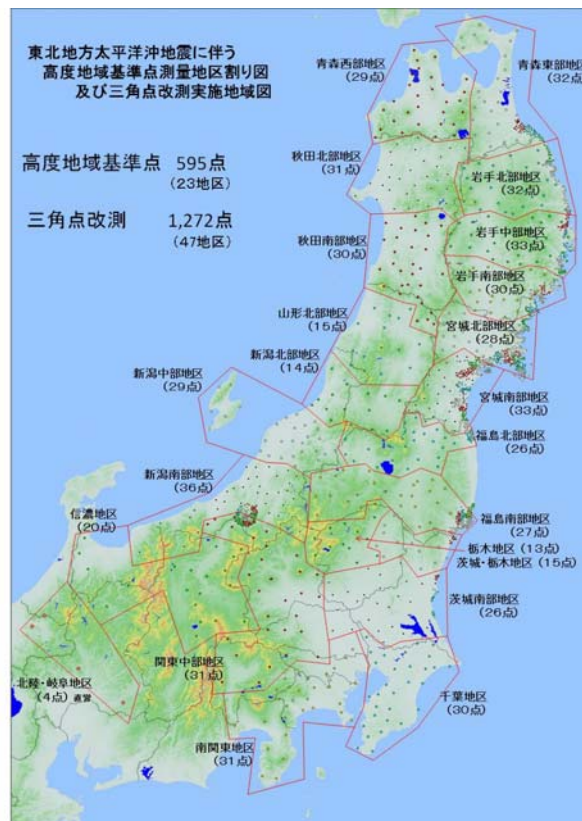 東北地方太平洋沖地震に伴う
高度地域基準点測量地区割り図
及び三角点改測実施地域図
高度地域基準点 595点
(23地区)
三角点改測 1,272点
(47地区)
青森西部地区
(29点)
青森東部地区
(32点)
秋田北部地区
(31点)
岩手北部地区
(32点)
岩手中部地区
(33点)
秋田南部地区
(30点)
岩手南部地区
(30点)
山形北部地区
(15点)
宮城北部地区
(28点)
新潟北部地区
(14点)
新潟中部地区
(29点)
宮城南部地区
(33点)
福島北部地区
(26点)
新潟南部地区
(36点)
信濃地区
(20点)
福島南部地区
(27点)
栃木地区 (13点)
茨城・栃木地区 (15点)
茨城南部地区
(26点)
関東中部地区
(31点)
北陸・岐阜地区
(4点) 直営
千葉地区
(30点)
南関東地区
(31点)